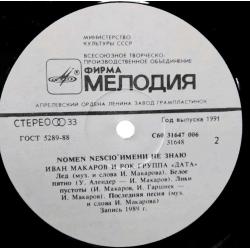 МИНИСТЕРСТВО
КУЛЬТУРЫ СССР
ВСЕСОЮЗНОЕ ТВОРЧЕСКО-
ПРОИЗВОДСТВЕННОЕ ОБЪЕДИНЕНИЕ
ФИРМА
МЕЛОДИЯ
АПРЕЛЕВСКИЙ ОРДЕНА ЛЕНИНА ЗАВОД ГРАМПЛАСТИНОК
СТЕРЕО 33
Год выпуска 1991
ГОСТ 5289-88
С60 31647 006
31648
2
NOMEN NESCIO/ИМЕНИ НЕ ЗНАЮ
ИВАН МАКАРОВ И РОК-ГРУППА «ДАТА»
Лед (муз. и слова И. Макарова). Белое
пятно (У. Алендер — И. Макаров). Лики
пустоты (И. Макаров, И. Гаршнек —
И. Макаров). Последняя песня (муз.
и слова И. Макарова)
Запись 1989 г.